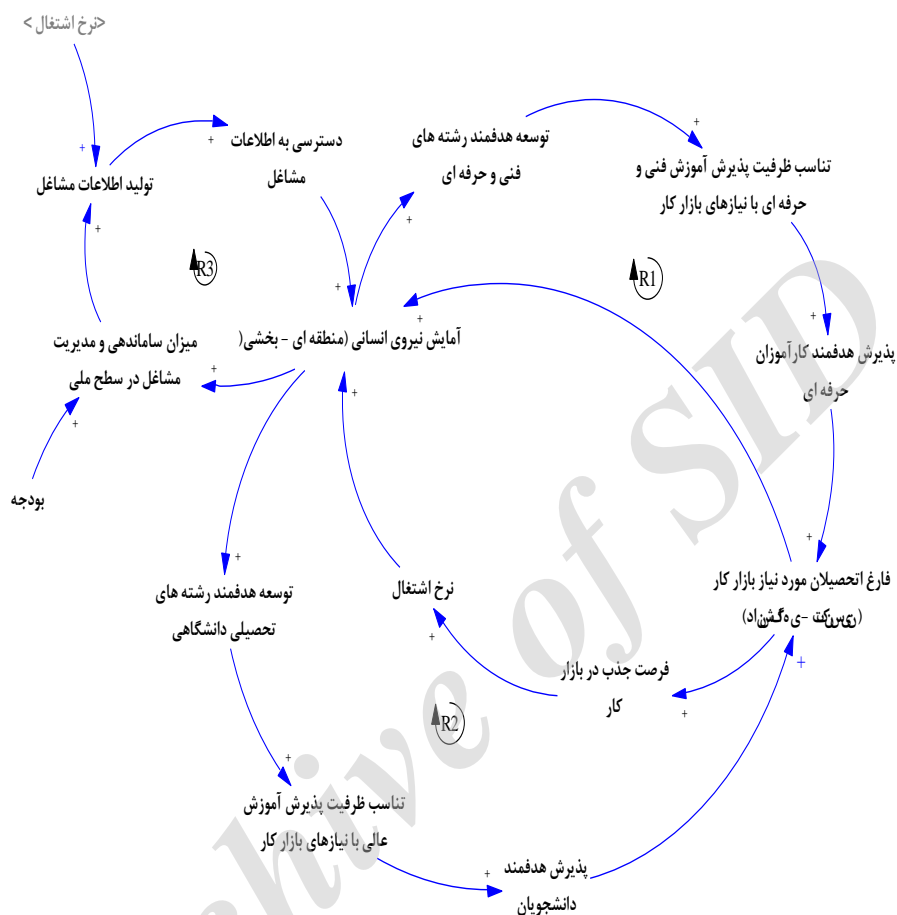 <نرخ اشتغال >
توسعه هدفمند رشته های
فنی و حرفه ای
دسترسی به اطلاعات
مشاغل
تناسب ظرفیت پذیرش آموزش فنی و
حرفه ای با نیازهای بازار کار
تولید اطلاعات مشاغل
R1
R3
آمایش نیروی انسانی (منطقه ای - بخشی(
میزان ساماندهی و مدیریت
مشاغل در سطح ملی
پذیرش هدفمند کارآموزان
حرفه ای
بودجه
فارغ اتحصیلان مورد نیاز بازار کار
نرخ اشتغال
توسعه هدفمند رشته های
تحصیلی دانشگاهی
فرصت جذب در بازار
کار
R2
تناسب ظرفیت پذیرش آموزش
عالی با نیازهای بازار کار
پذیرش هدفمند
دانشجویان
Archive of SID